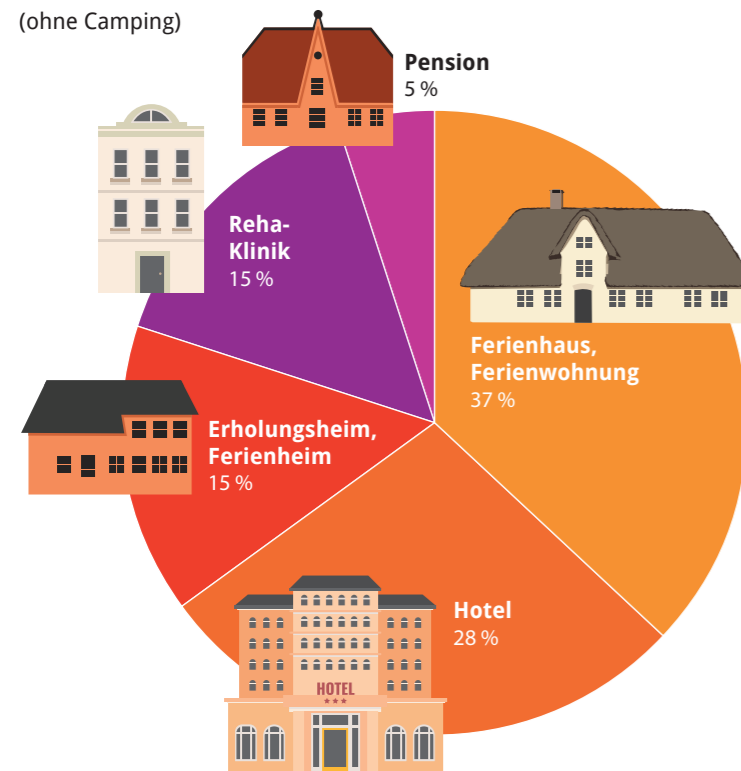 (ohne Camping)
Pension
5 %
Reha-
Klinik
15 %
Ferienhaus,
Ferienwohnung
37 %
Erholungsheim,
Ferienheim
15 %
Hotel
28 %
HOTEL
★★★